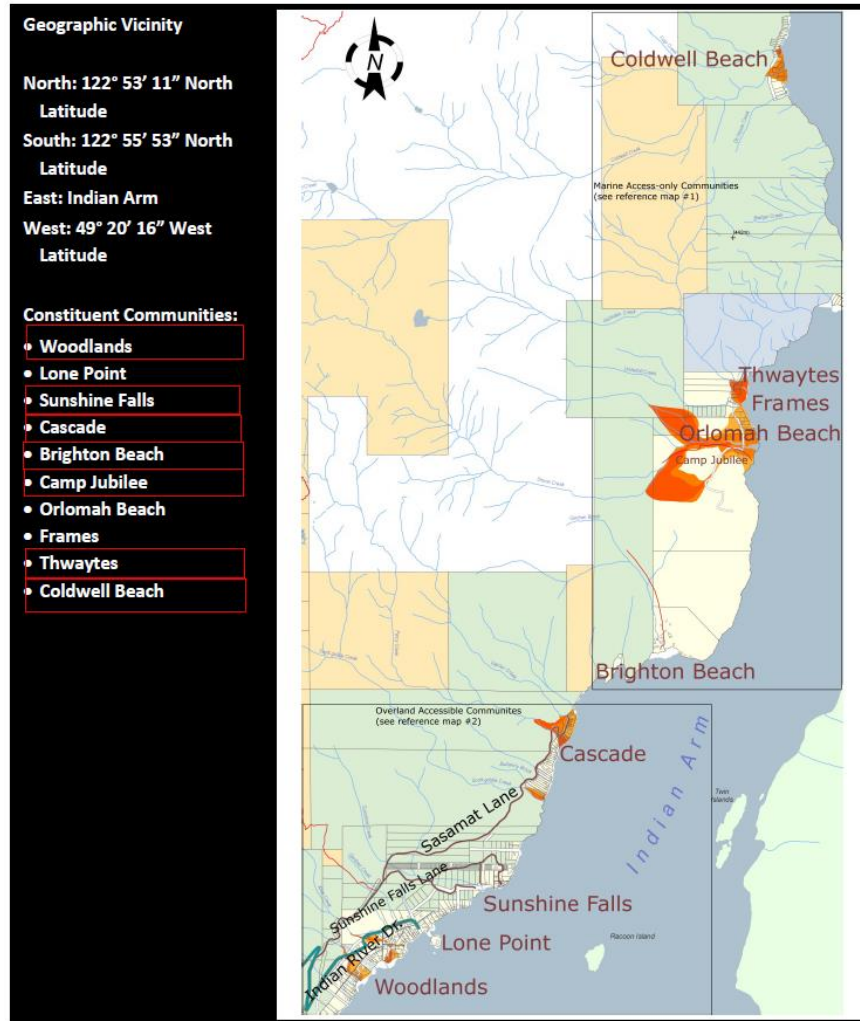 Geographic Vicinity
North: 122° 53’ 11” North
Latitude
South: 122° 55’ 53” North
Latitude
East: Indian Arm
West: 49° 20’ 16” West
Latitude
Constituent Communities:
• Woodlands
• Lone Point
• Sunshine Falls
• Cascade
• Brighton Beach
• Camp Jubilee
• Orlomah Beach
• Frames
• Thwaytes
• Coldwell Beach
N
Coldwell Beach
Marine Access-only Communities
(see reference map #1)
Thwaytes
Frames
Orlomah Beach
Camp Jubilee
Brighton Beach
Overland Accessible Communites
(see reference map #2)
Cascade
Indian Arm
Twin
Islands
Sasamat Lane
Sunshine Falls Lane
Sunshine Falls
Indian River Dr.
Lone Point
Racoon Island
Woodlands